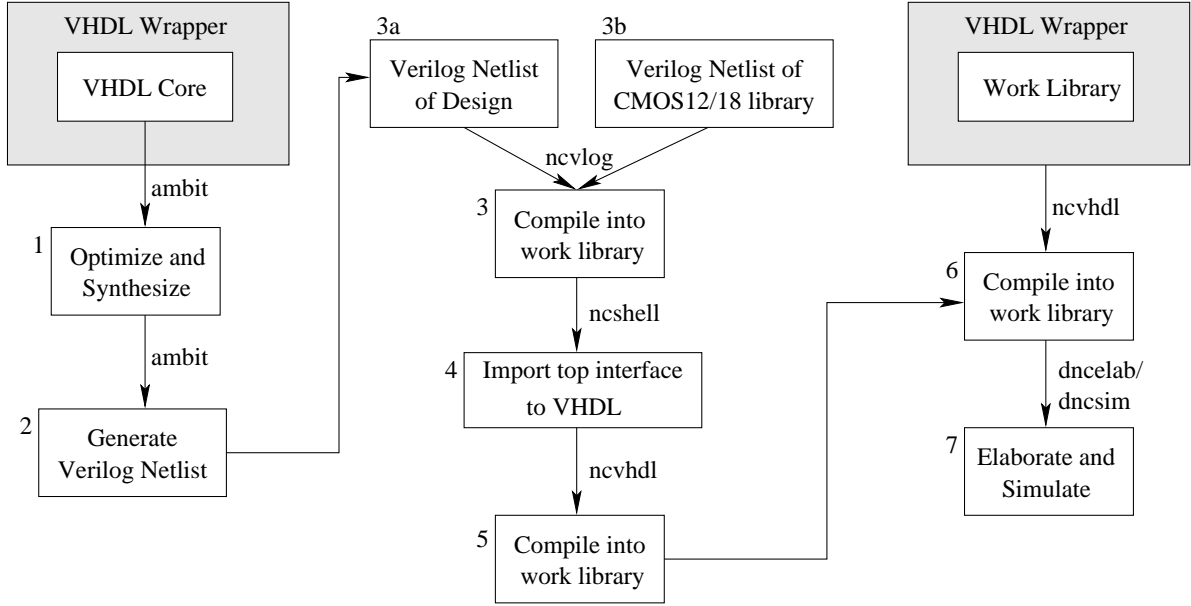 VHDL Wrapper
VHDL Core
ambit
1
Optimize and
Synthesize
ambit
2
Generate
Verilog Netlist
3a
Verilog Netlist
of Design
3b
Verilog Netlist of
CMOS12/18 library
ncvlog
3
Compile into
work library
ncshell
4
Import top interface
to VHDL
ncvhdl
5
Compile into
work library
VHDL Wrapper
Work Library
ncvhdl
6
Compile into
work library
dncelab/
dncsim
7
Elaborate and
Simulate